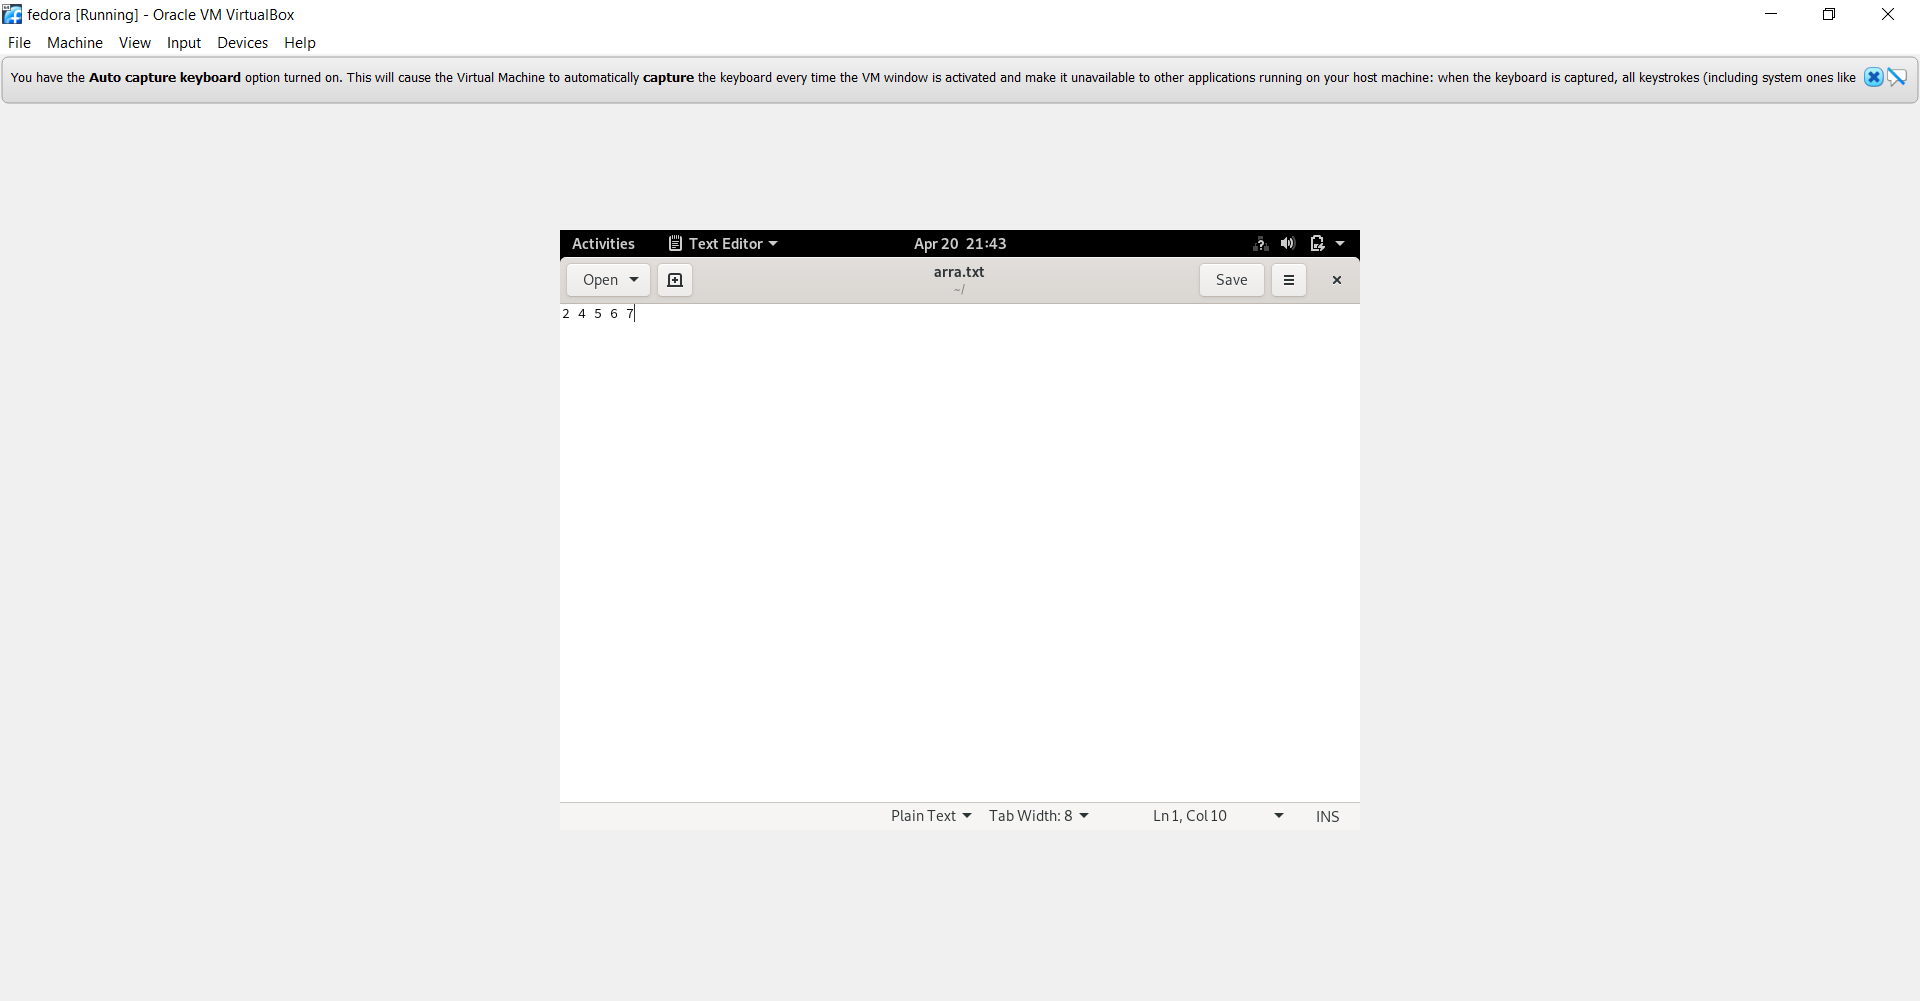 fedora [Running] - Oracle VM VirtualBox
File Machine View Input Devices Help
You have the Auto capture keyboard option turned on. This will cause the Virtual Machine to automatically capture the keyboard every time the VM window is activated and make it unavailable to other applications running on your host machine: when the keyboard is captured, all keystrokes (including system ones like
Activities Text Editor Apr 20 21:43
Open arra.txt Save
~/
2 4 5 6 7
Plain Text Tab Width: 8 Ln 1, Col 10 INS